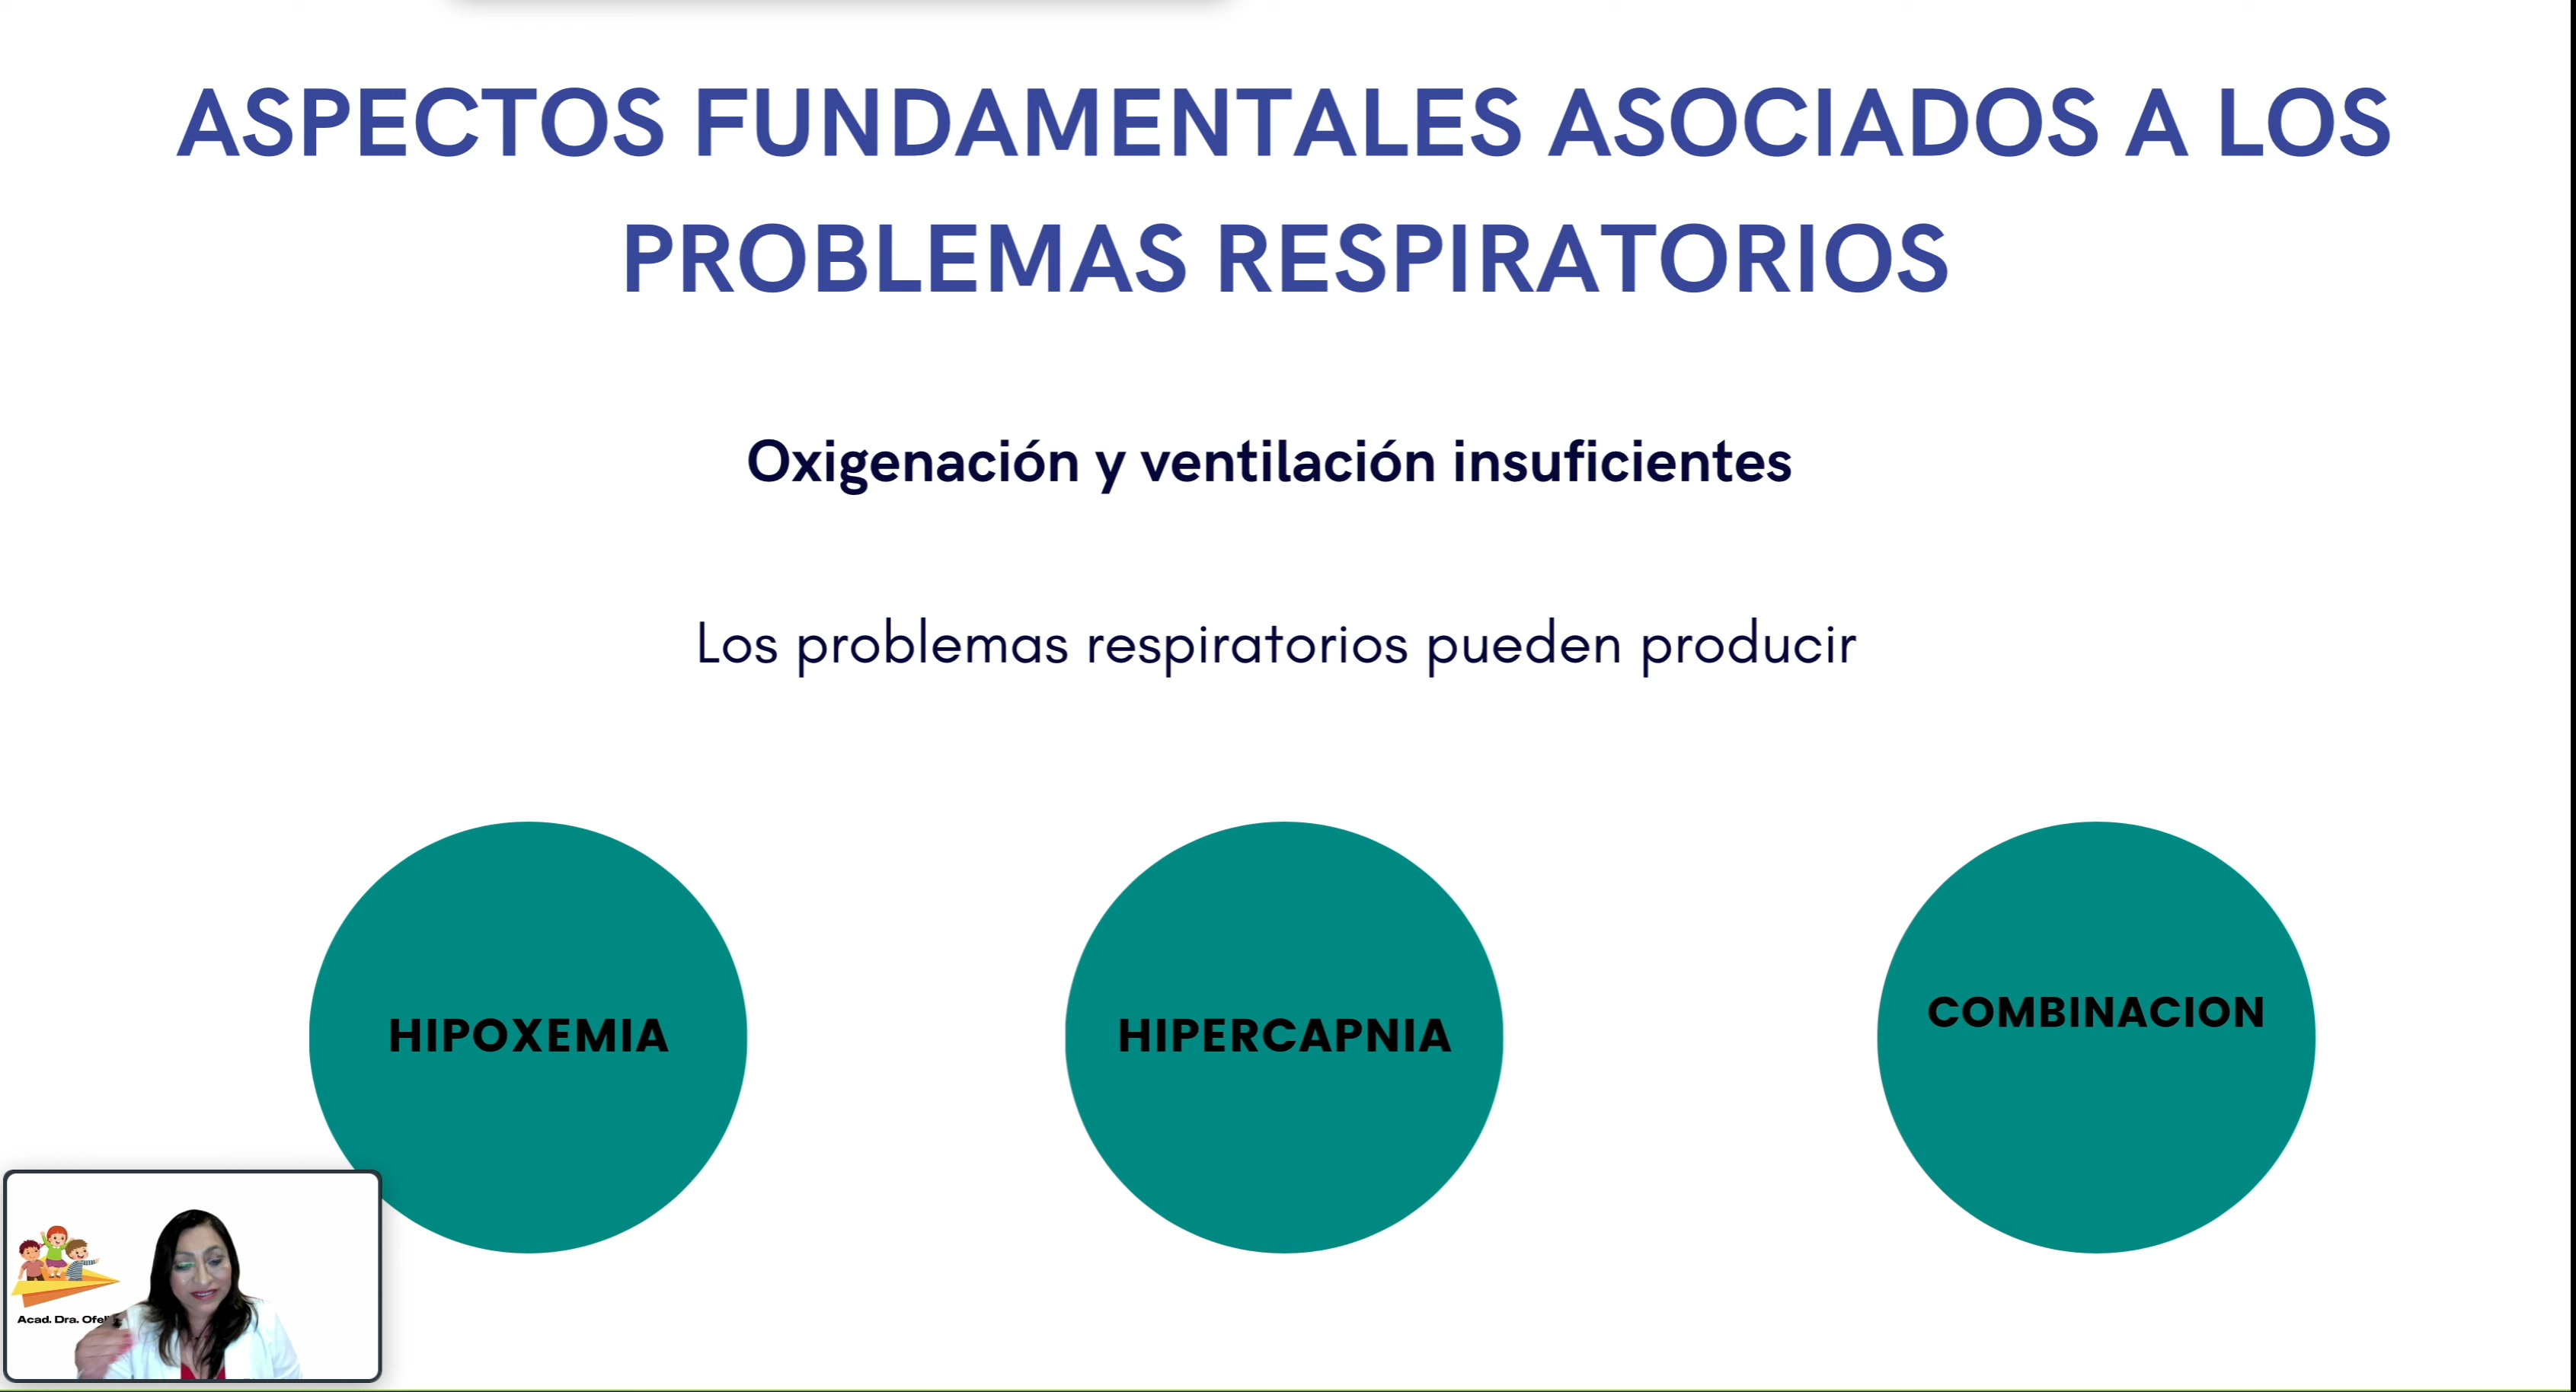 ASPECTOS FUNDAMENTALES ASOCIADOS A LOS
PROBLEMAS RESPIRATORIOS
Oxigenación y ventilación insuficientes
Los problemas respiratorios pueden producir
HIPOXEMIA
HIPERCAPNIA
COMBINACION
Acad. Dra.